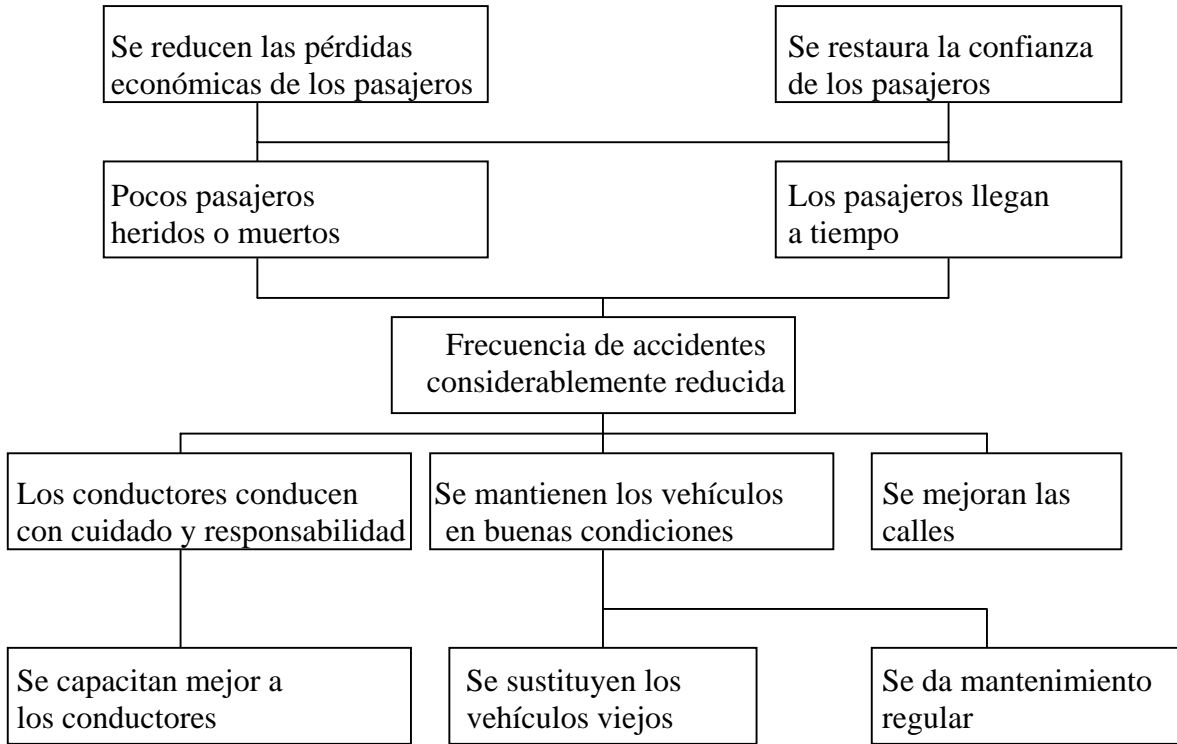 Se reducen las pérdidas
económicas de los pasajeros
Se restaura la confianza
de los pasajeros
Pocos pasajeros
heridos o muertos
Los pasajeros llegan
a tiempo
Frecuencia de accidentes
considerablemente reducida
Los conductores conducen
con cuidado y responsabilidad
Se mantienen los vehículos
en buenas condiciones
Se mejoran las
calles
Se capacitan mejor a
los conductores
Se sustituyen los
vehículos viejos
Se da mantenimiento
regular